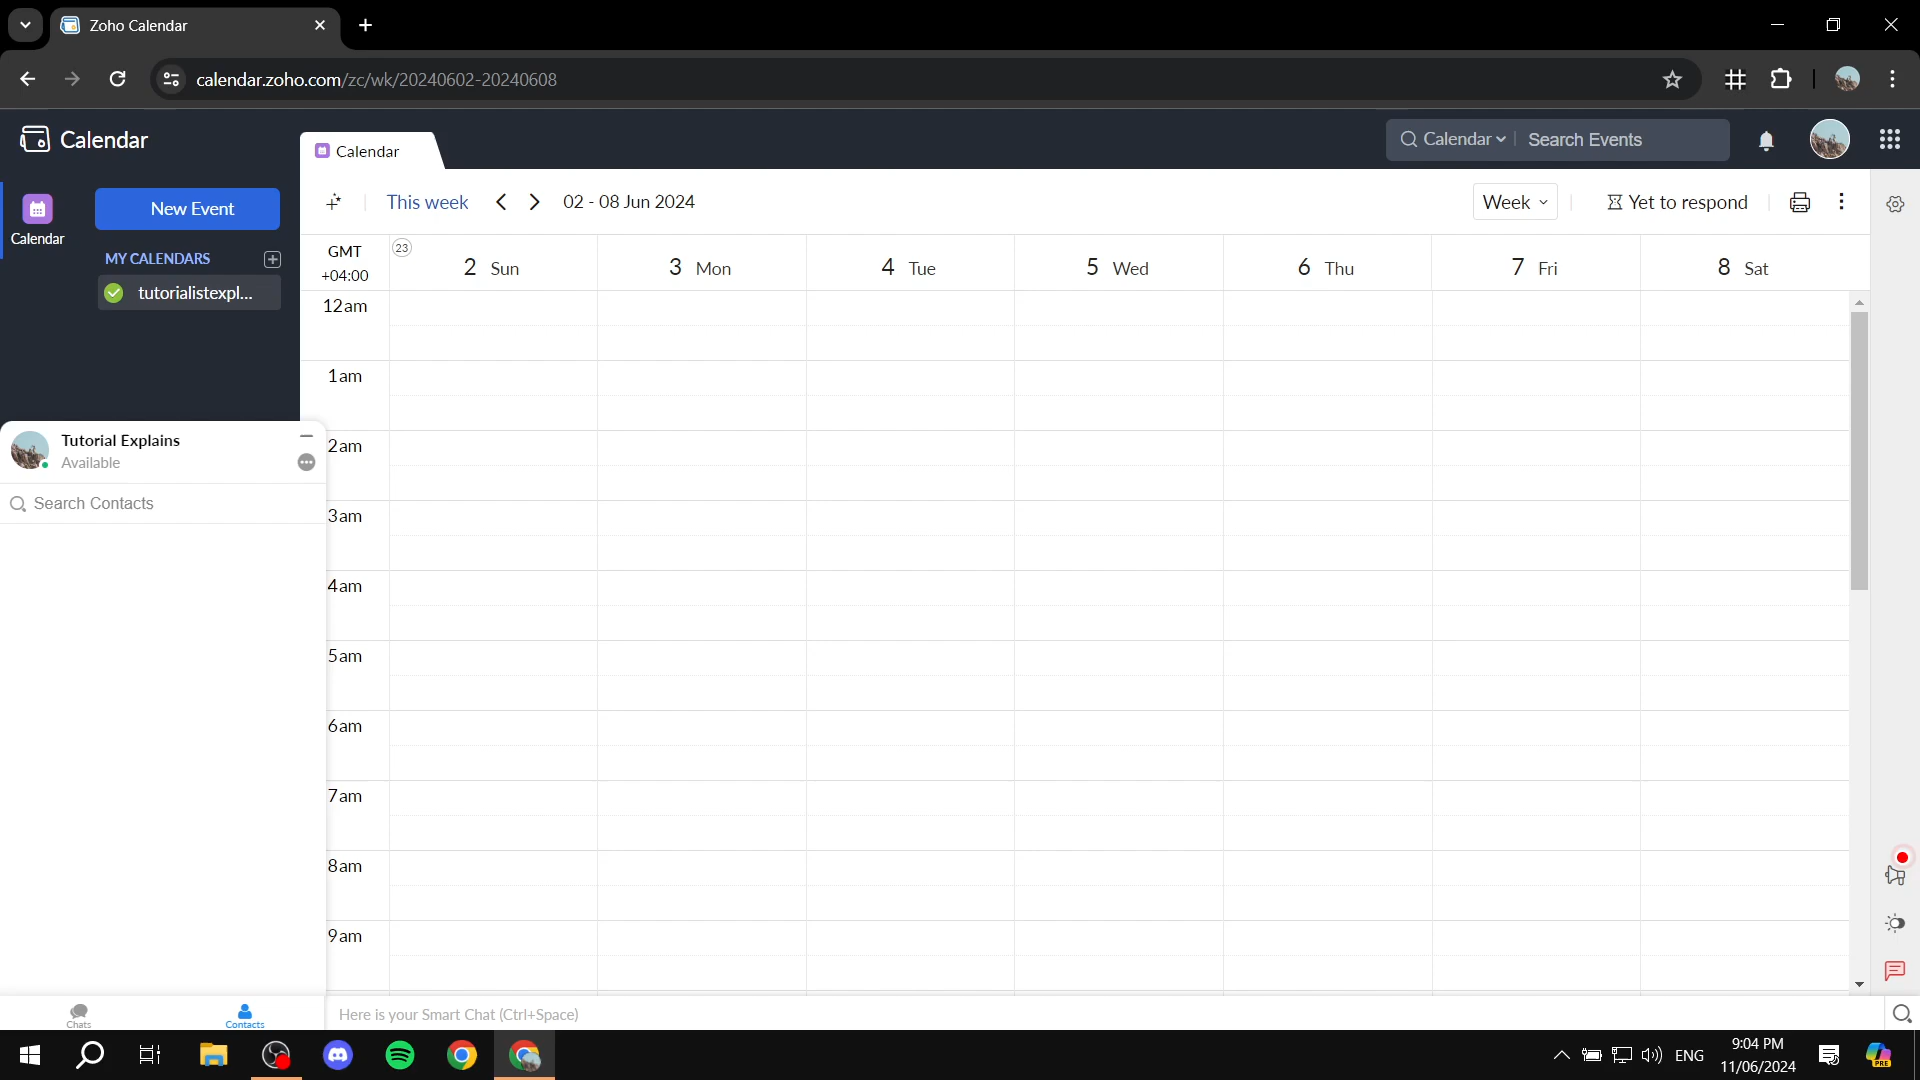 Zoho Calendar
calendar.zoho.com/zc/wk/20240602-20240608
Calendar
Calendar
Calendar
Search Events
Calendar
New Event
MY CALENDARS
tutorialistexpl...
This week
02 - 08 Jun 2024
Week
Yet to respond
GMT
+04:00
23
2 Sun
3 Mon
4 Tue
5 Wed
6 Thu
7 Fri
8 Sat
12am
1am
2am
3am
4am
5am
6am
7am
8am
9am
Tutorial Explains
Available
Search Contacts
Chats
Contacts
Here is your Smart Chat (Ctrl+Space)
ENG
9:04 PM
11/06/2024
PRE